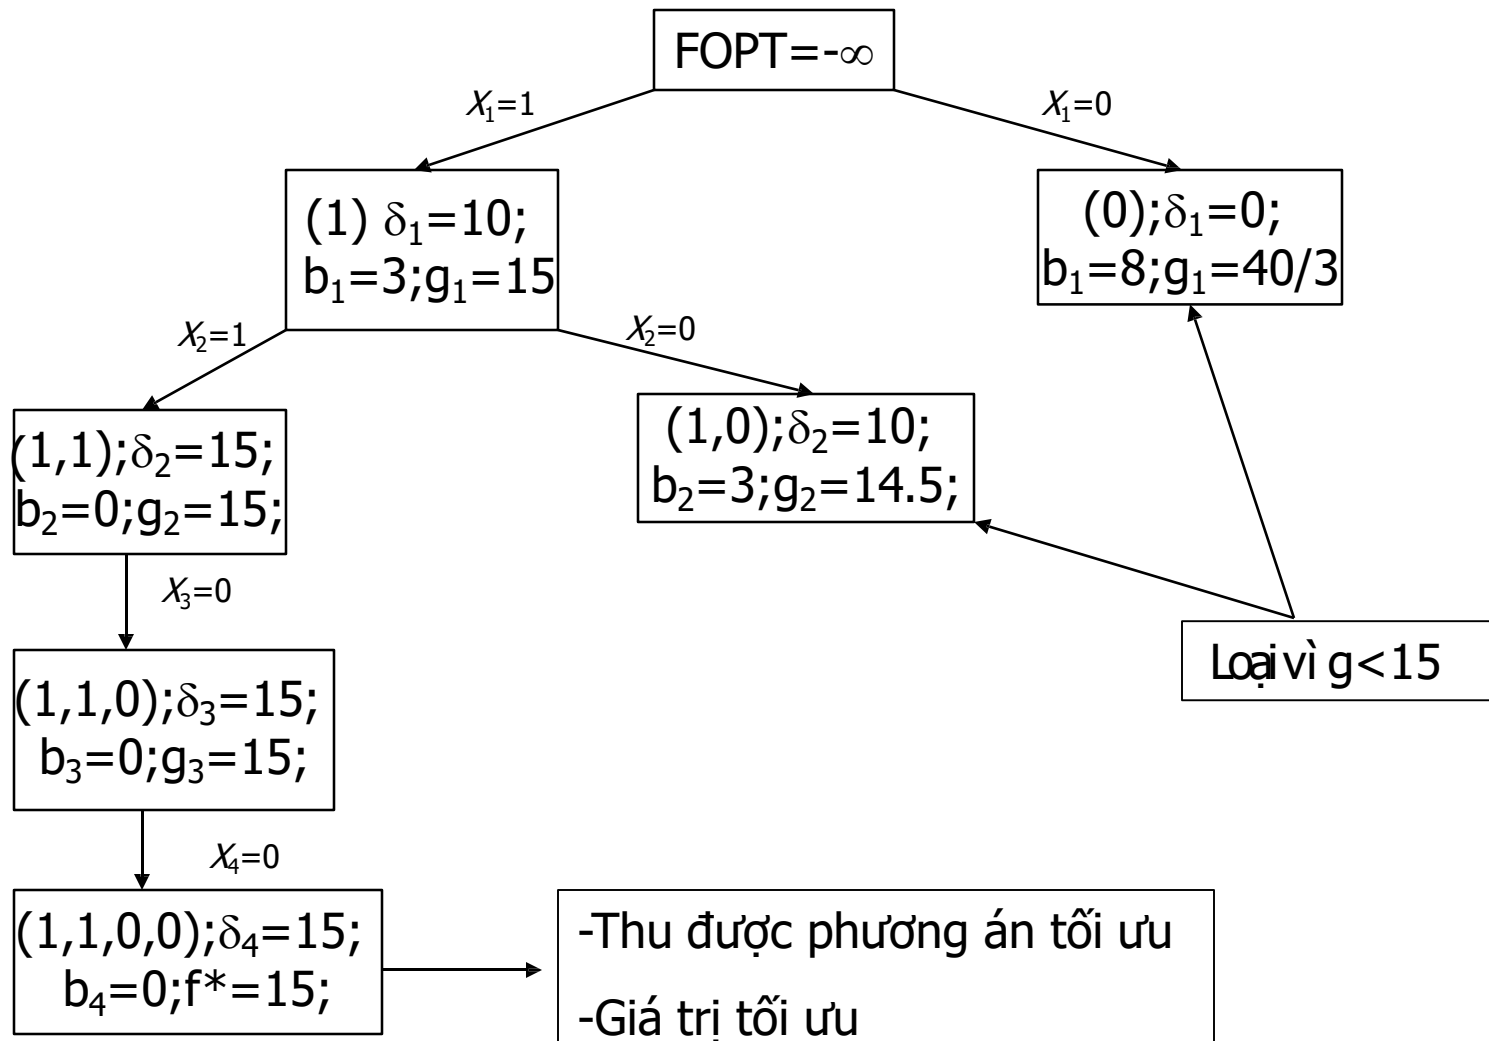 FOPT=-∞
X₁=1
X₁=0
(1) δ₁=10;
b₁=3;g₁=15
(0);δ₁=0;
b₁=8;g₁=40/3
X₂=1
X₂=0
(1,1);δ₂=15;
b₂=0;g₂=15;
(1,0);δ₂=10;
b₂=3;g₂=14.5;
X₃=0
Loại vì g<15
(1,1,0);δ₃=15;
b₃=0;g₃=15;
X₄=0
(1,1,0,0);δ₄=15;
b₄=0;f*=15;
-Thu được phương án tối ưu
-Giá trị tối ưu